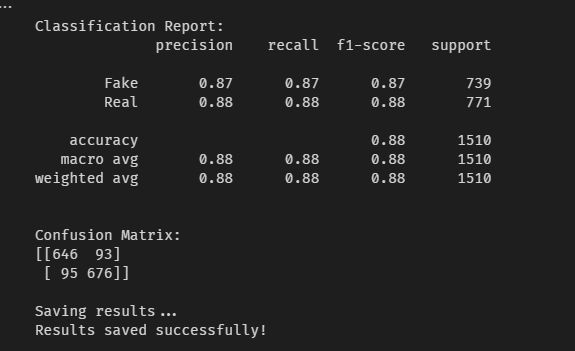 ...
Classification Report:
precision recall f1-score support
Fake 0.87 0.87 0.87 739
Real 0.88 0.88 0.88 771
accuracy 0.88 1510
macro avg 0.88 0.88 0.88 1510
weighted avg 0.88 0.88 0.88 1510
Confusion Matrix:
[[646 93]
[ 95 676]]
Saving results...
Results saved successfully!